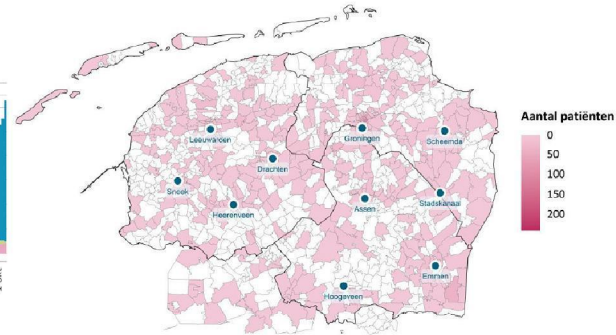 Leeuwarden
Groningen
Scheemda
Drachten
Sneek
Heerenveen
Assen
Stadskanaal
Emmen
Hoogeveen
Aantal patiënten
0
50
100
150
200